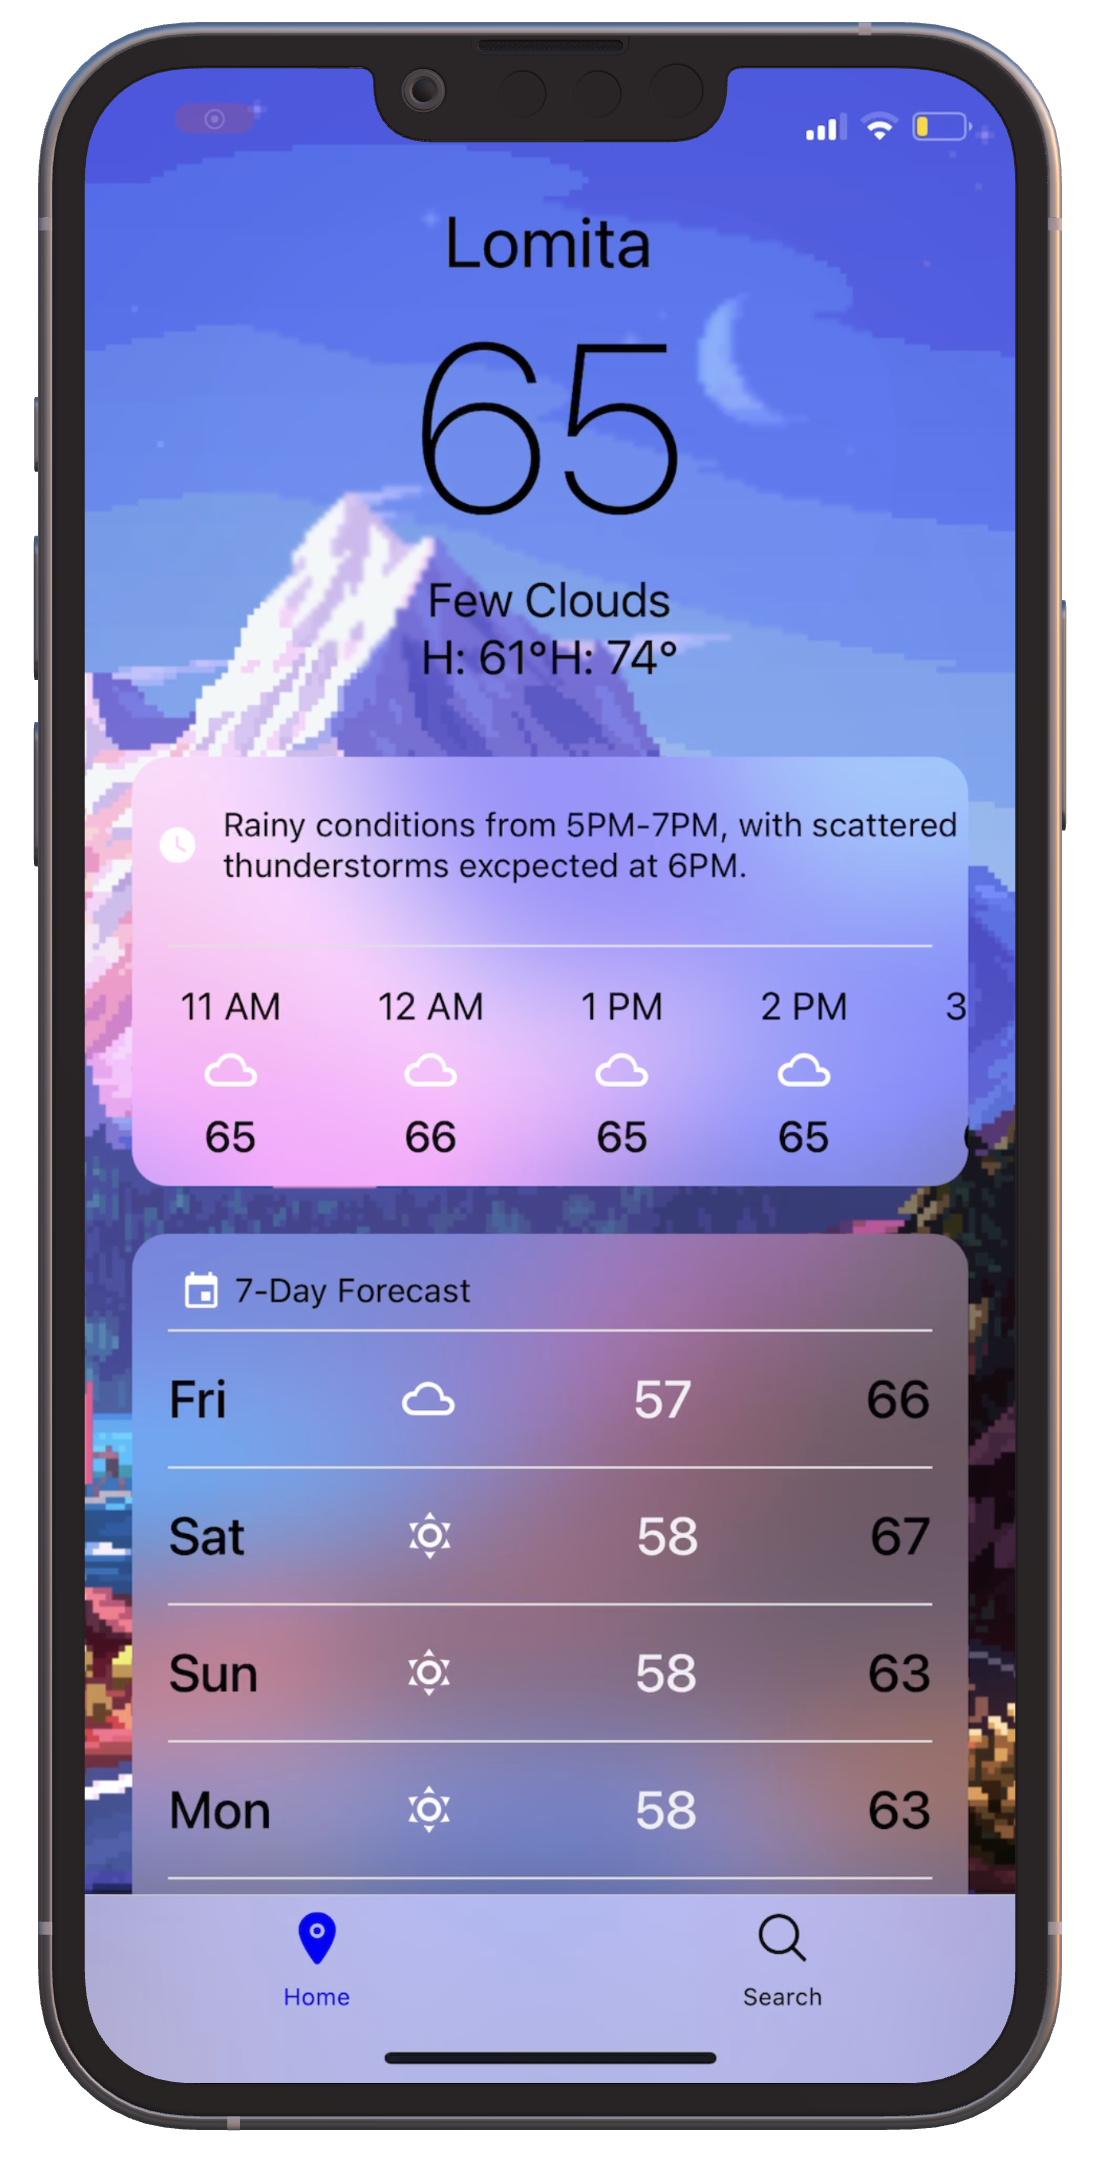 Lomita
65
Few Clouds
H: 61°H: 74°
Rainy conditions from 5PM-7PM, with scattered
thunderstorms excpected at 6PM.
11 AM 12 AM 1 PM 2 PM 3
65 66 65 65
7-Day Forecast
Fri 57 66
Sat 58 67
Sun 58 63
Mon 58 63
Home Search